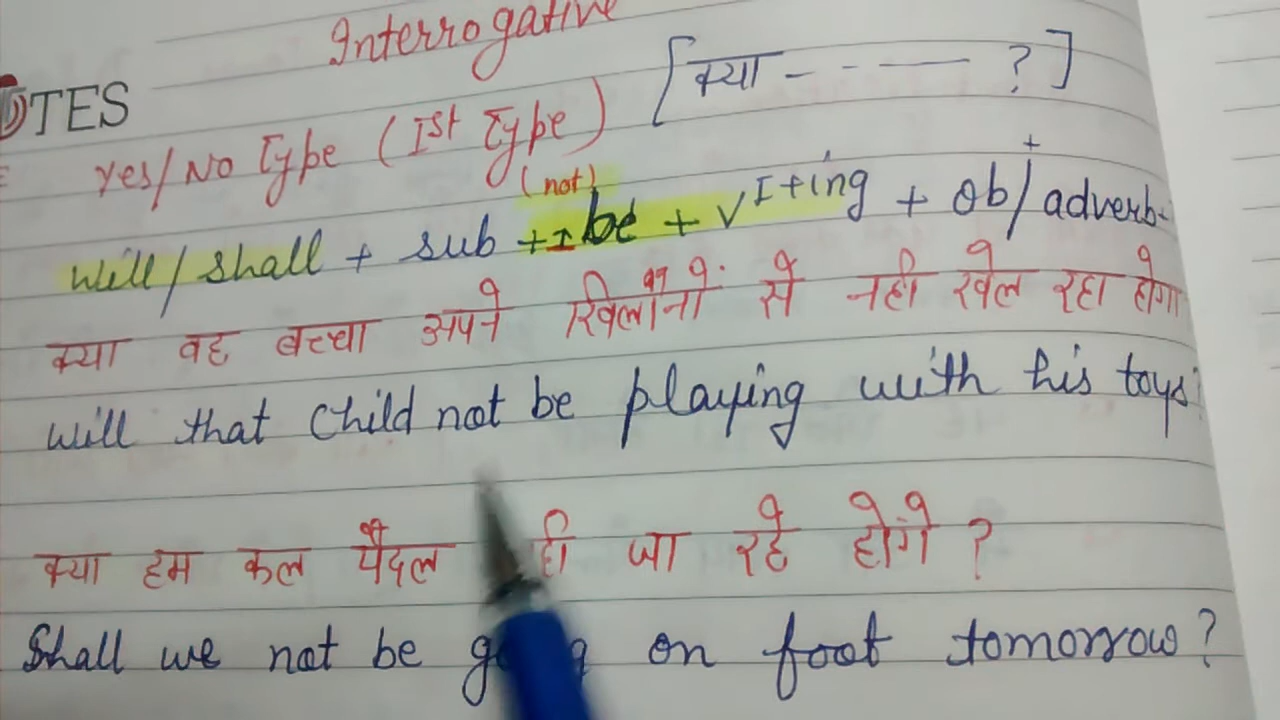 Interrogative
OTES
Yes/No Type (Ist Type) [क्या - - - — ?]
(not)
will/shall + sub + be + v I+ing + ob/adverb
क्या वह बच्चा अपने खिलौनों से नही खेल रहा होगा
will that child not be playing with his toys
क्या हम कल पैदल ही जा रहे होंगे ?
Shall we not be going on foot tomorrow?